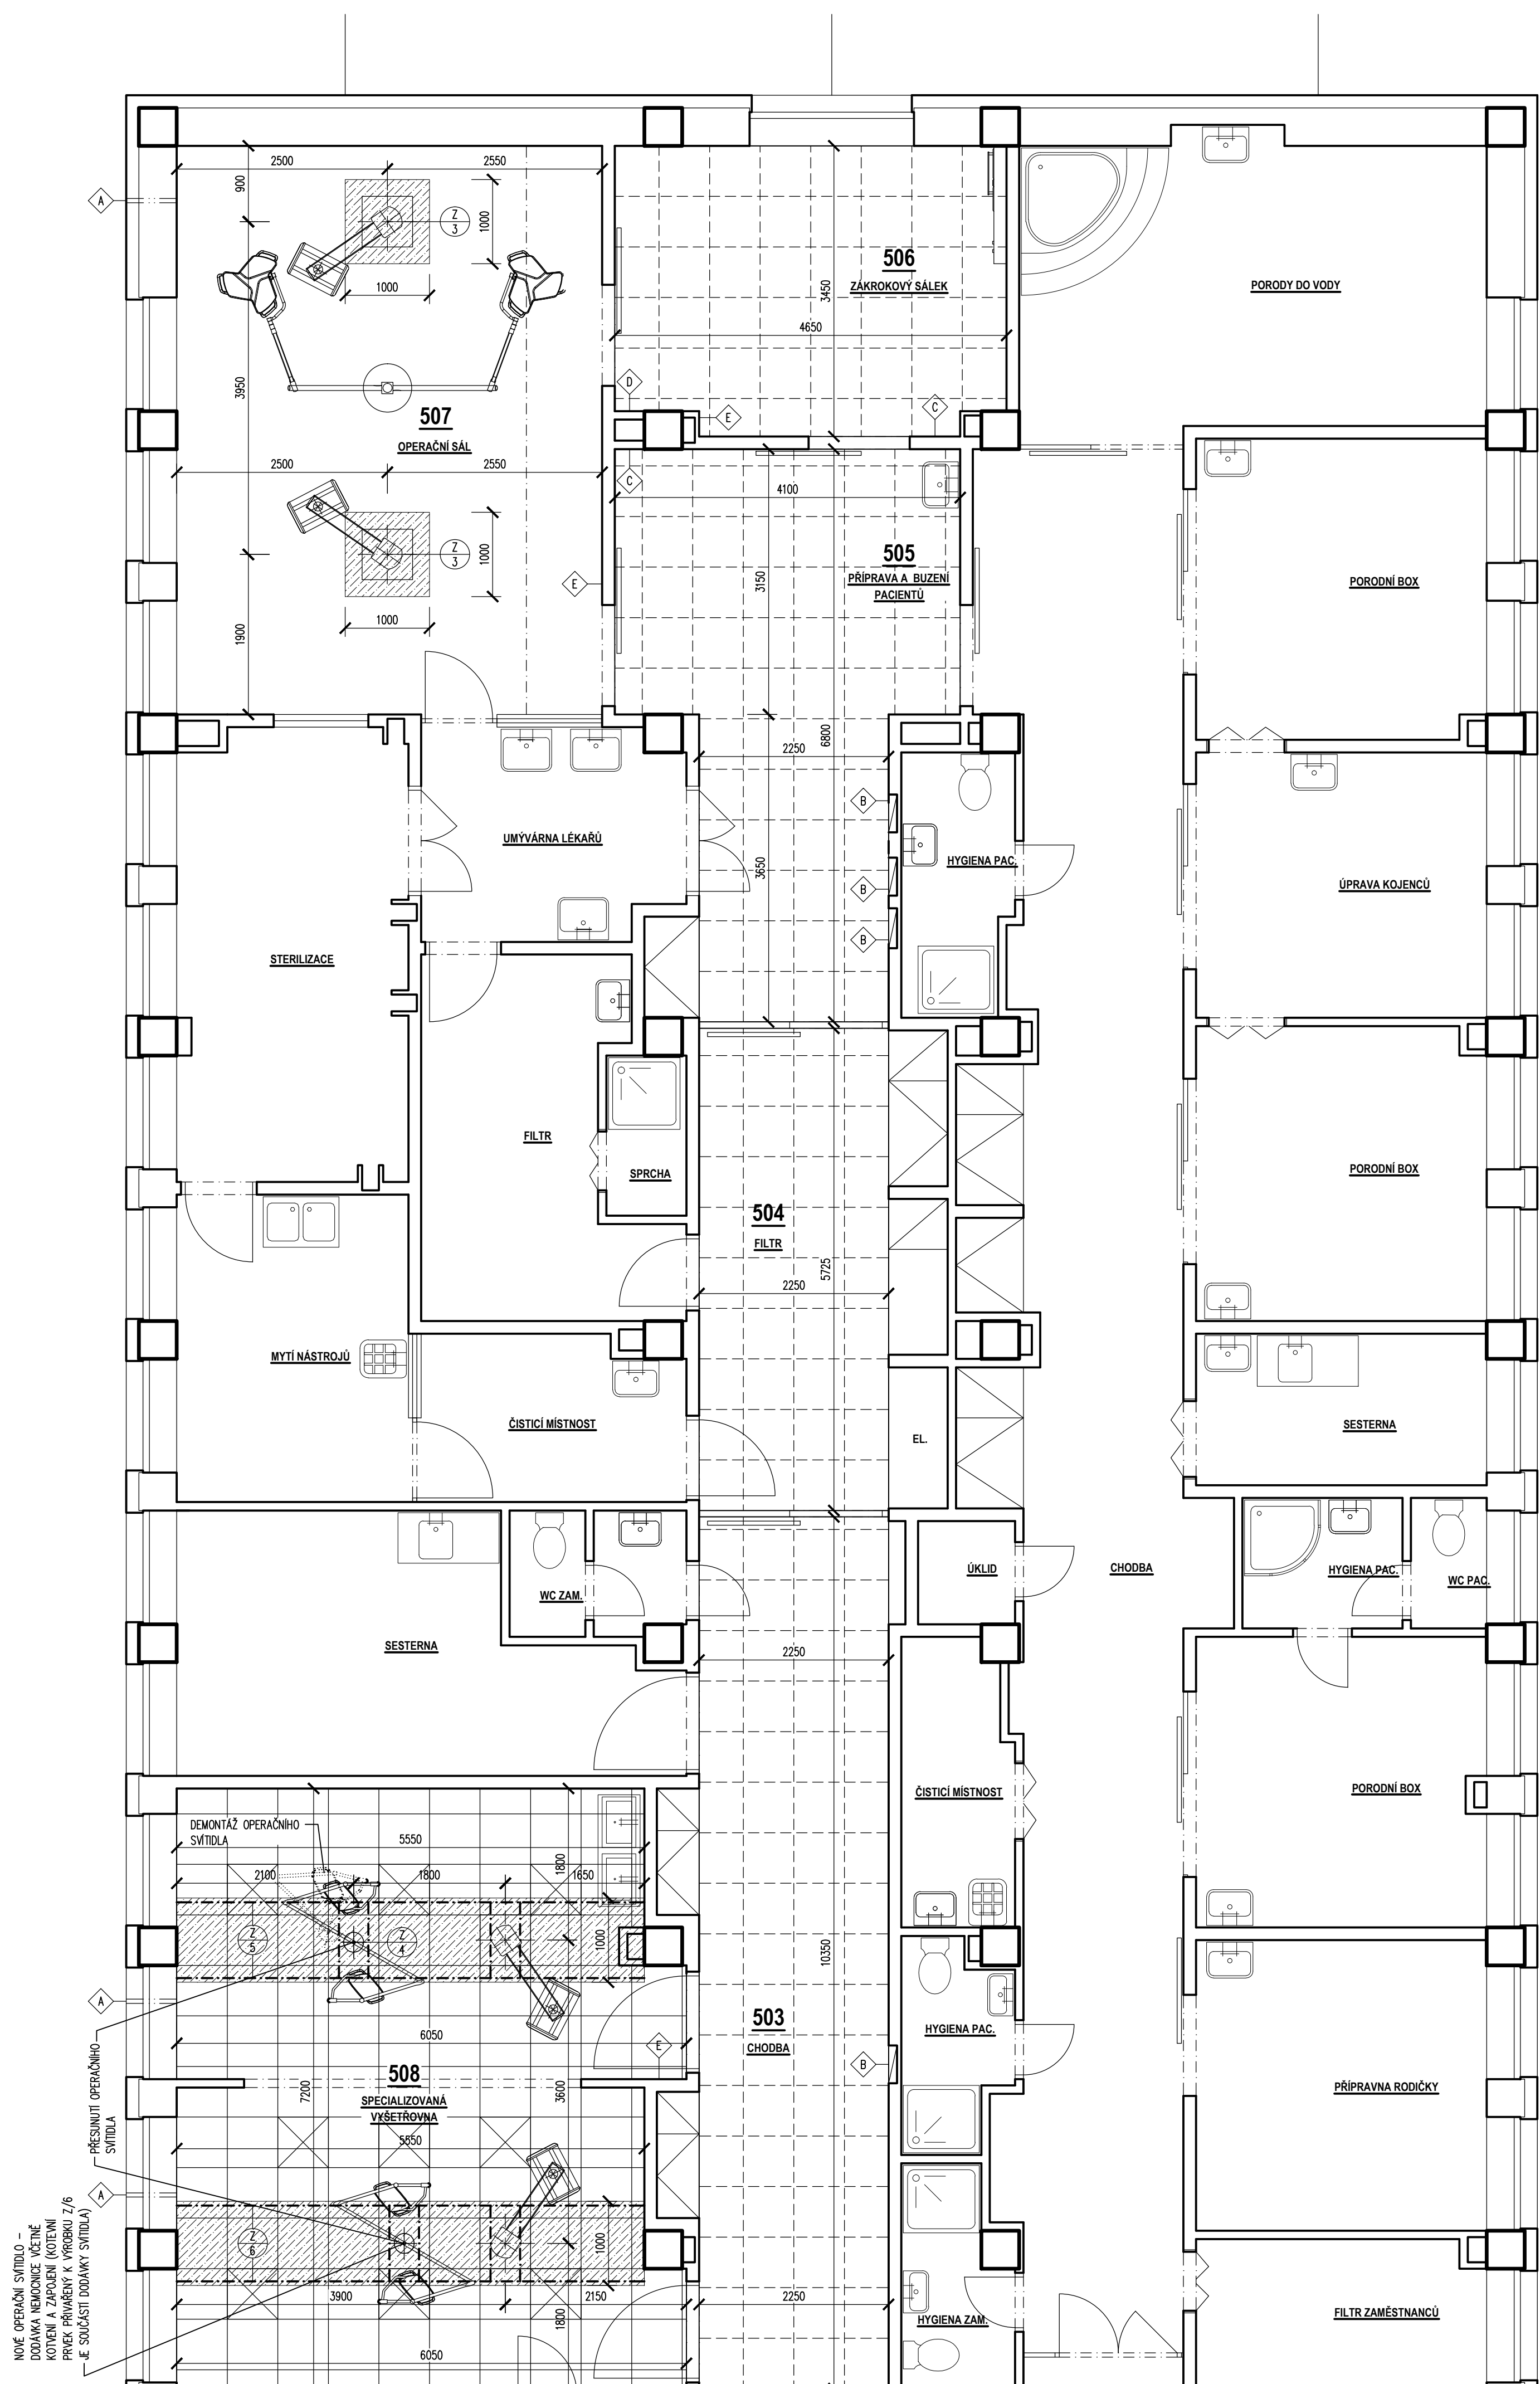 2500
2550
900
A
Z
3
1000
1000
506
ZÁKROKOVÝ SÁLEK
3450
4650
PORODY DO VODY
3950
D
E
C
507
OPERAČNÍ SÁL
2500
2550
C
4100
Z
3
1000
1000
E
505
PŘÍPRAVA A BUZENÍ
PACIENTŮ
3150
PORODNÍ BOX
1900
6800
2250
B
UMÝVÁRNA LÉKAŘŮ
HYGIENA PAC.
3650
B
ÚPRAVA KOJENCŮ
B
STERILIZACE
FILTR
SPRCHA
PORODNÍ BOX
504
FILTR
5725
2250
MYTÍ NÁSTROJŮ
ČISTICÍ MÍSTNOST
EL.
SESTERNA
ÚKLID
CHODBA
HYGIENA PAC.
WC PAC.
WC ZAM.
SESTERNA
2250
ČISTICÍ MÍSTNOST
PORODNÍ BOX
DEMONTÁŽ OPERAČNÍHO
SVÍTIDLA
5550
2100
1800
1800
1650
Z
5
Z
4
1000
10350
A
6050
E
503
CHODBA
HYGIENA PAC.
B
PŘÍPRAVNA RODIČKY
PŘESUNUTÍ OPERAČNÍHO
SVÍTIDLA
7200
508
SPECIALIZOVANÁ
VYŠETŘOVNA
3600
5550
A
Z
6
1000
3900
2150
2250
1800
6050
HYGIENA ZAM.
FILTR ZAMĚSTNANCŮ
NOVÉ OPERAČNÍ SVÍTIDLO –
DODÁVKA NEMOCNICE VČETNĚ
KOTVENÍ A ZAPOJENÍ (KOTEVNÍ
PRVEK PŘIVAŘENÝ K VÝROBKU Z/6
JE SOUČÁSTÍ DODÁVKY SVÍTIDLA)